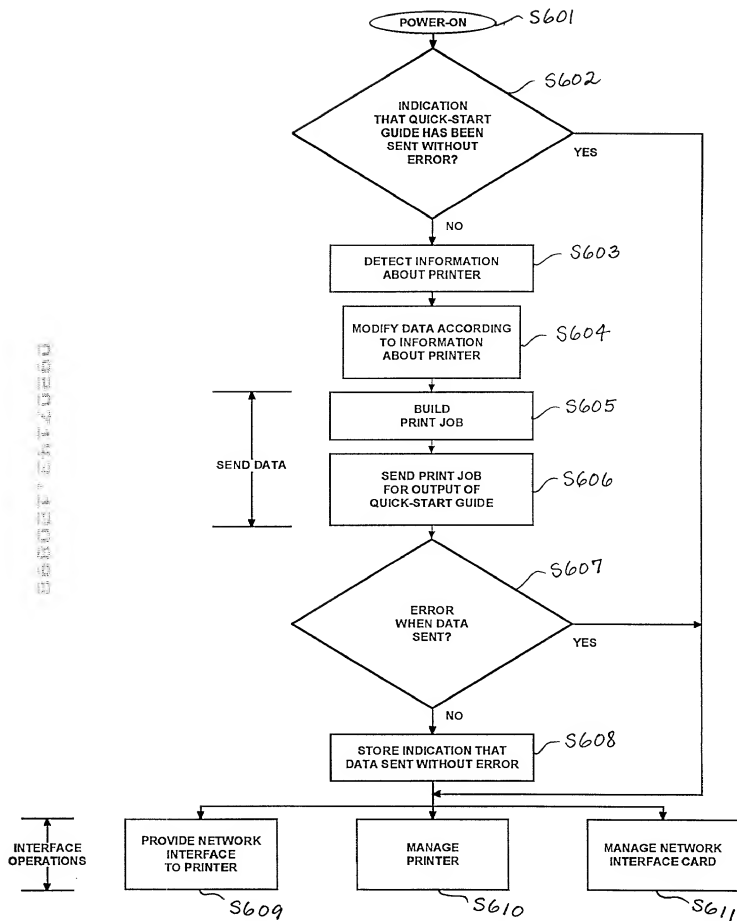 POWER-ON
S601
S602
INDICATION
THAT QUICK-START
GUIDE HAS BEEN
SENT WITHOUT
ERROR?
YES
NO
DETECT INFORMATION
ABOUT PRINTER
S603
MODIFY DATA ACCORDING
TO INFORMATION
ABOUT PRINTER
S604
BUILD
PRINT JOB
S605
SEND DATA
SEND PRINT JOB
FOR OUTPUT OF
QUICK-START GUIDE
S606
S607
ERROR
WHEN DATA
SENT?
YES
NO
STORE INDICATION THAT
DATA SENT WITHOUT ERROR
S608
INTERFACE
OPERATIONS
PROVIDE NETWORK
INTERFACE
TO PRINTER
MANAGE
PRINTER
MANAGE NETWORK
INTERFACE CARD
S609
S610
S611